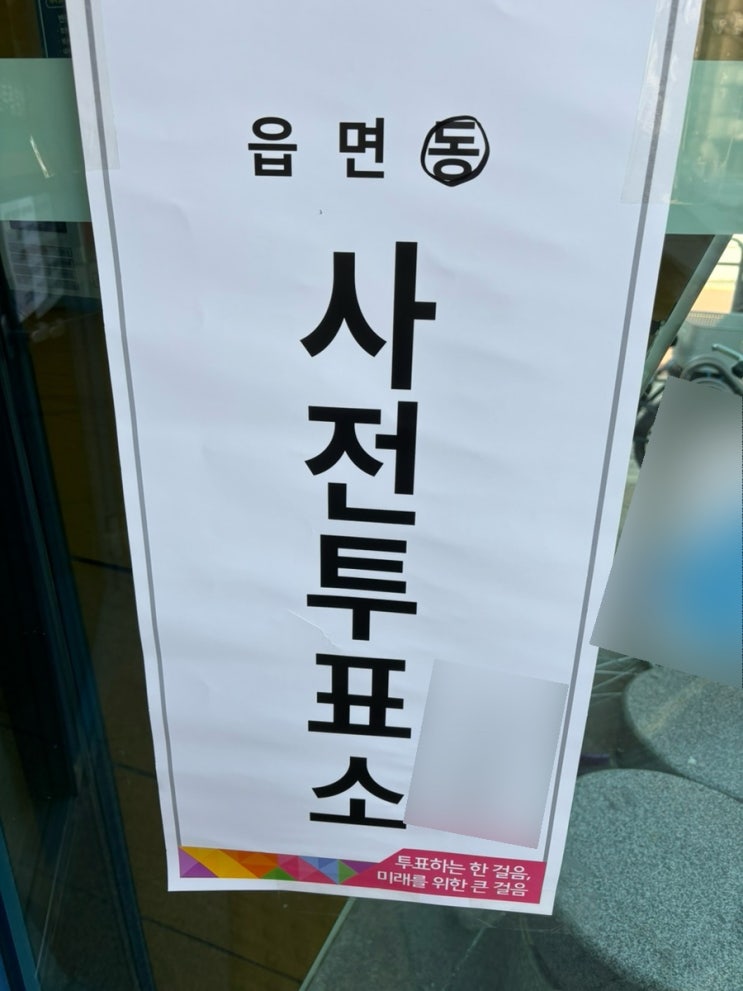 읍 면 동
사전투표소
투표하는 한 걸음,
미래를 위한 큰 걸음